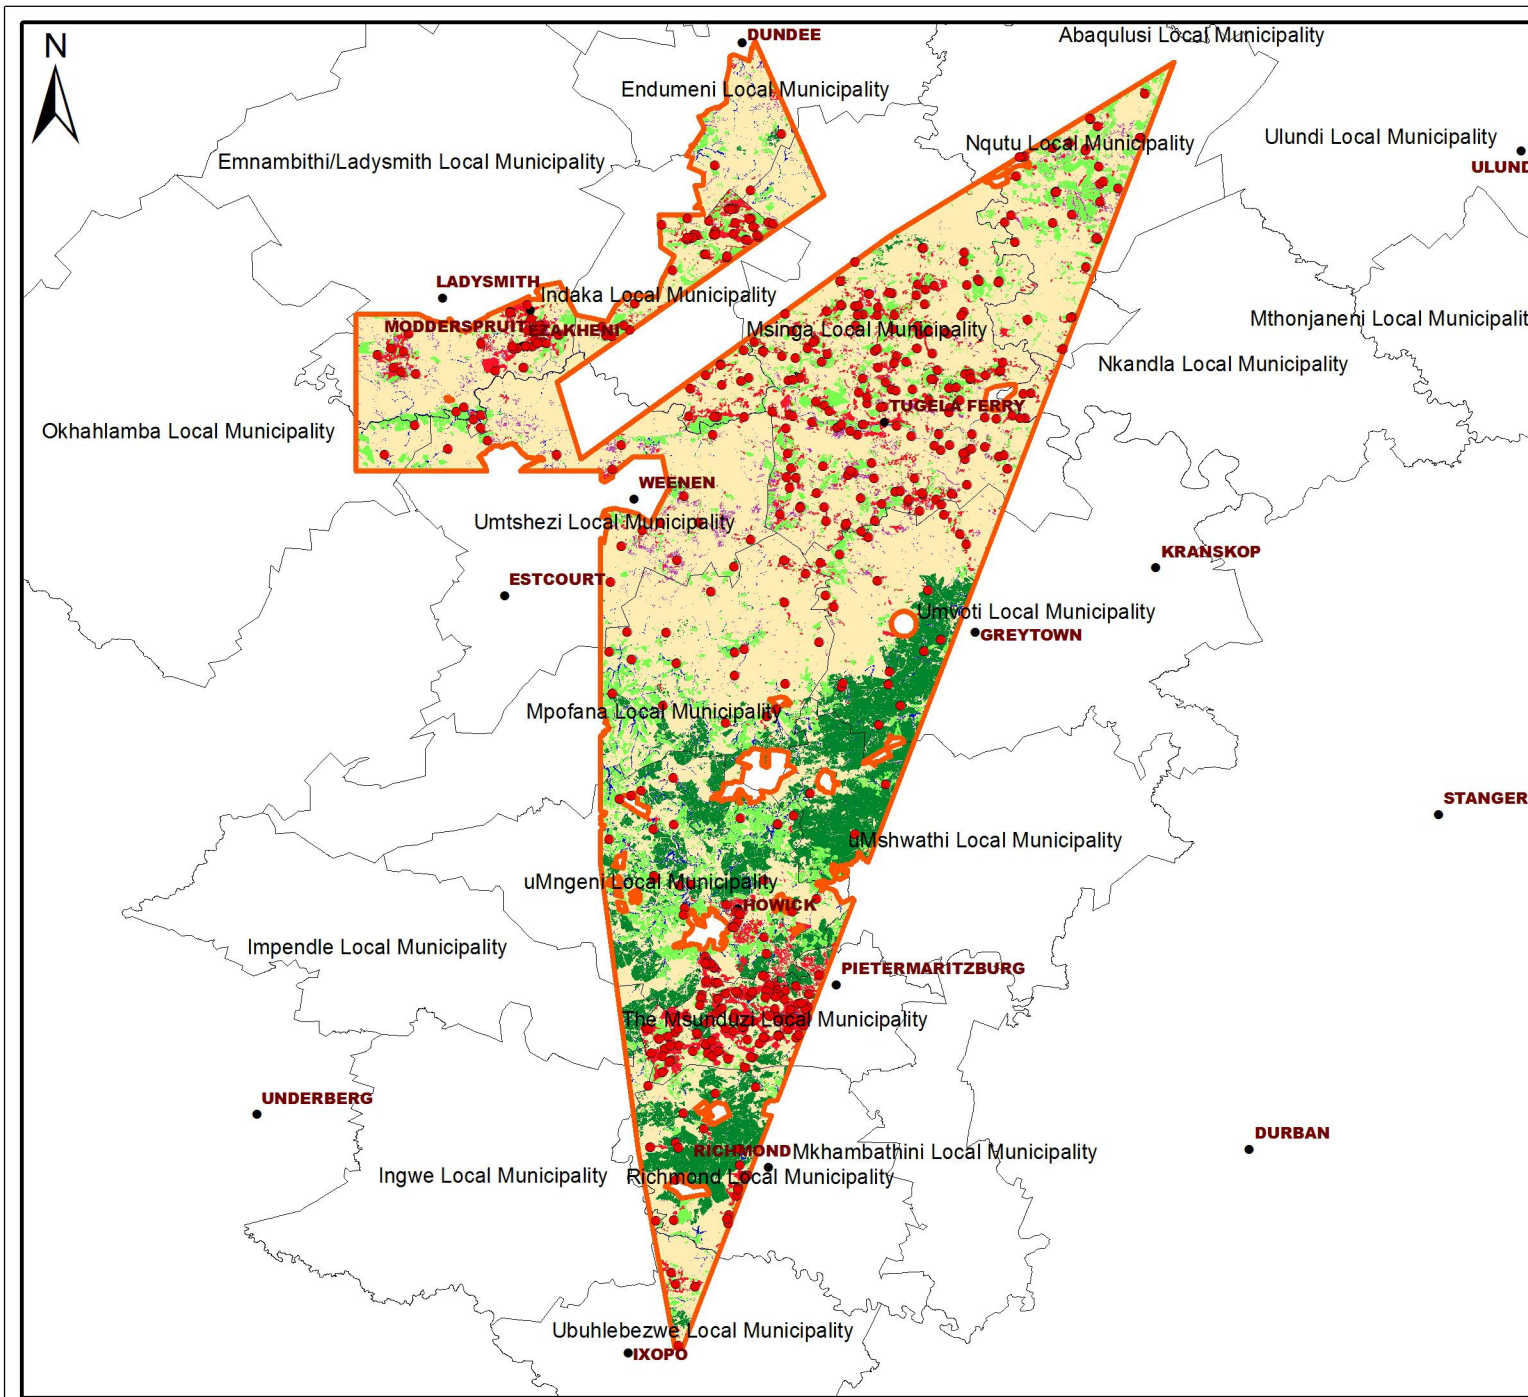 N
DUNDEE
Abaqulusi Local Municipality
Endumeni Local Municipality
Ulundi Local Municipality
Nqutu Local Municipality
Emnambithi/Ladysmith Local Municipality
ULUND
LADYSMITH
Indaka Local Municipality
MODDERSPRUIT
EZAKHENI
Msinga Local Municipality
Mthonjaneni Local Municipalit
Nkandla Local Municipality
TUGELA FERRY
Okhahlamba Local Municipality
WEENEN
Umtshezi Local Municipality
KRANSKOP
ESTCOURT
Umvoti Local Municipality
GREYTOWN
Mpofana Local Municipality
STANGER
uMshwathi Local Municipality
uMngeni Local Municipality
HOWICK
Impendle Local Municipality
PIETERMARITZBURG
The Msunduzi Local Municipality
UNDERBERG
DURBAN
RICHMOND
Mkhambathini Local Municipality
Ingwe Local Municipality
Richmond Local Municipality
Ubuhlebezwe Local Municipality
IXOPO